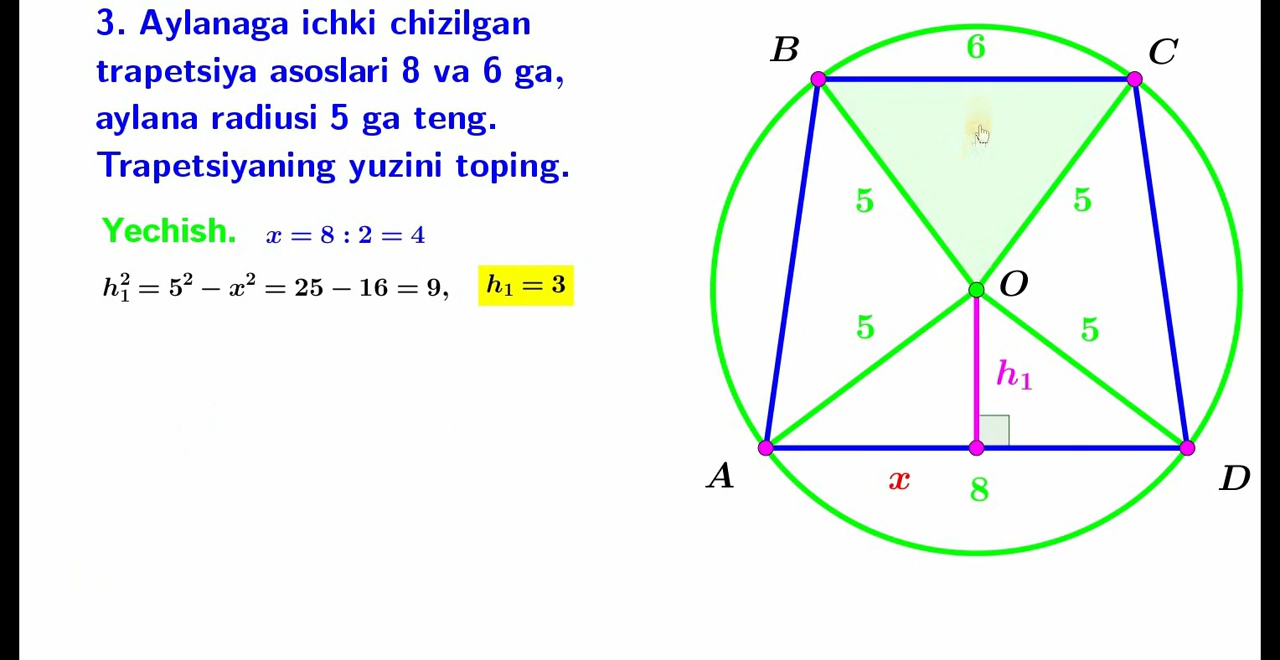 3. Aylanaga ichki chizilgan
trapetsiya asoslari 8 va 6 ga,
aylana radiusi 5 ga teng.
Trapetsiyaning yuzini toping.
Yechish. x = 8 : 2 = 4
h₁² = 5² − x² = 25 − 16 = 9, h₁ = 3
B 6 C
5 5
O
5 5
h₁
A x 8 D